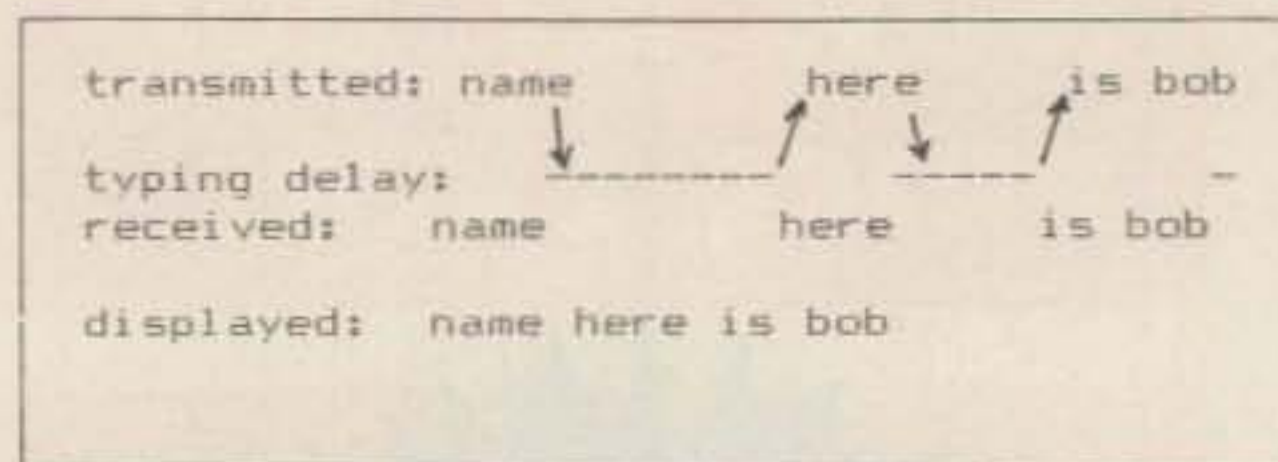 transmitted: name here is bob
typing delay: -------- ----- -
received: name here is bob
displayed: name here is bob